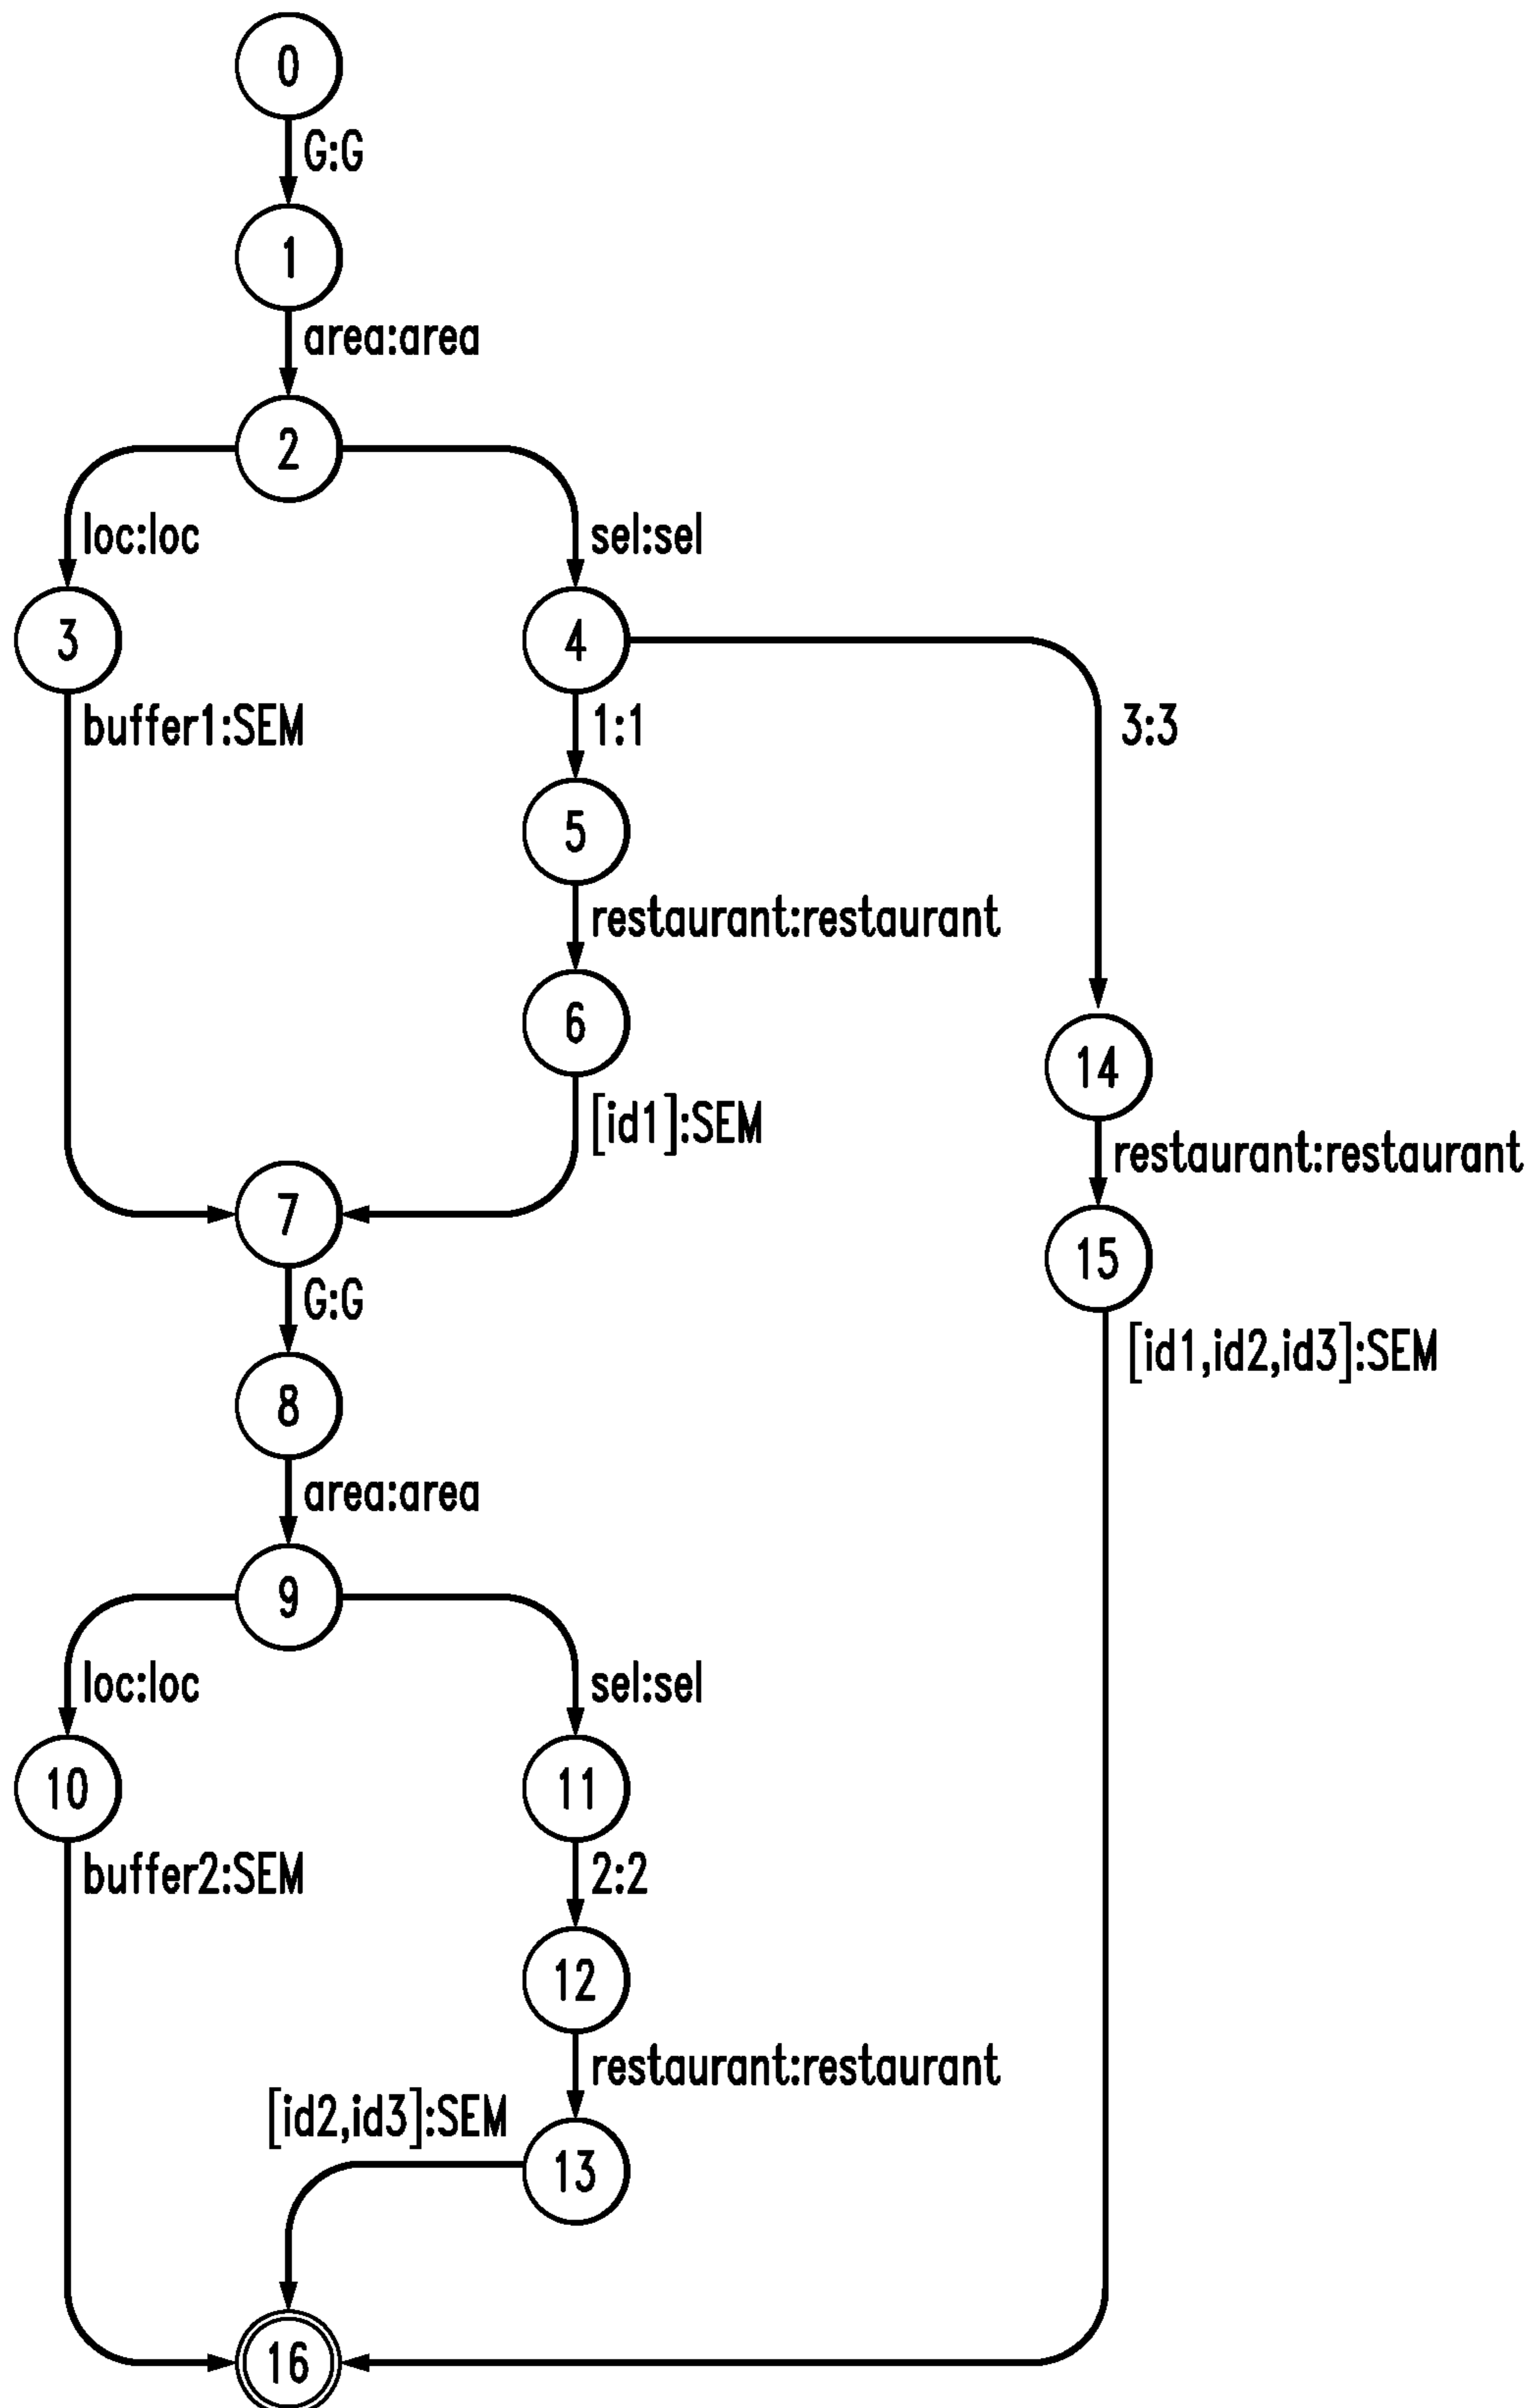 0
G:G
1
area:area
2
loc:loc
sel:sel
3
4
buffer1:SEM
1:1
3:3
5
restaurant:restaurant
6
14
[id1]:SEM
restaurant:restaurant
7
15
G:G
[id1,id2,id3]:SEM
8
area:area
9
loc:loc
sel:sel
10
11
buffer2:SEM
2:2
12
restaurant:restaurant
[id2,id3]:SEM
13
16